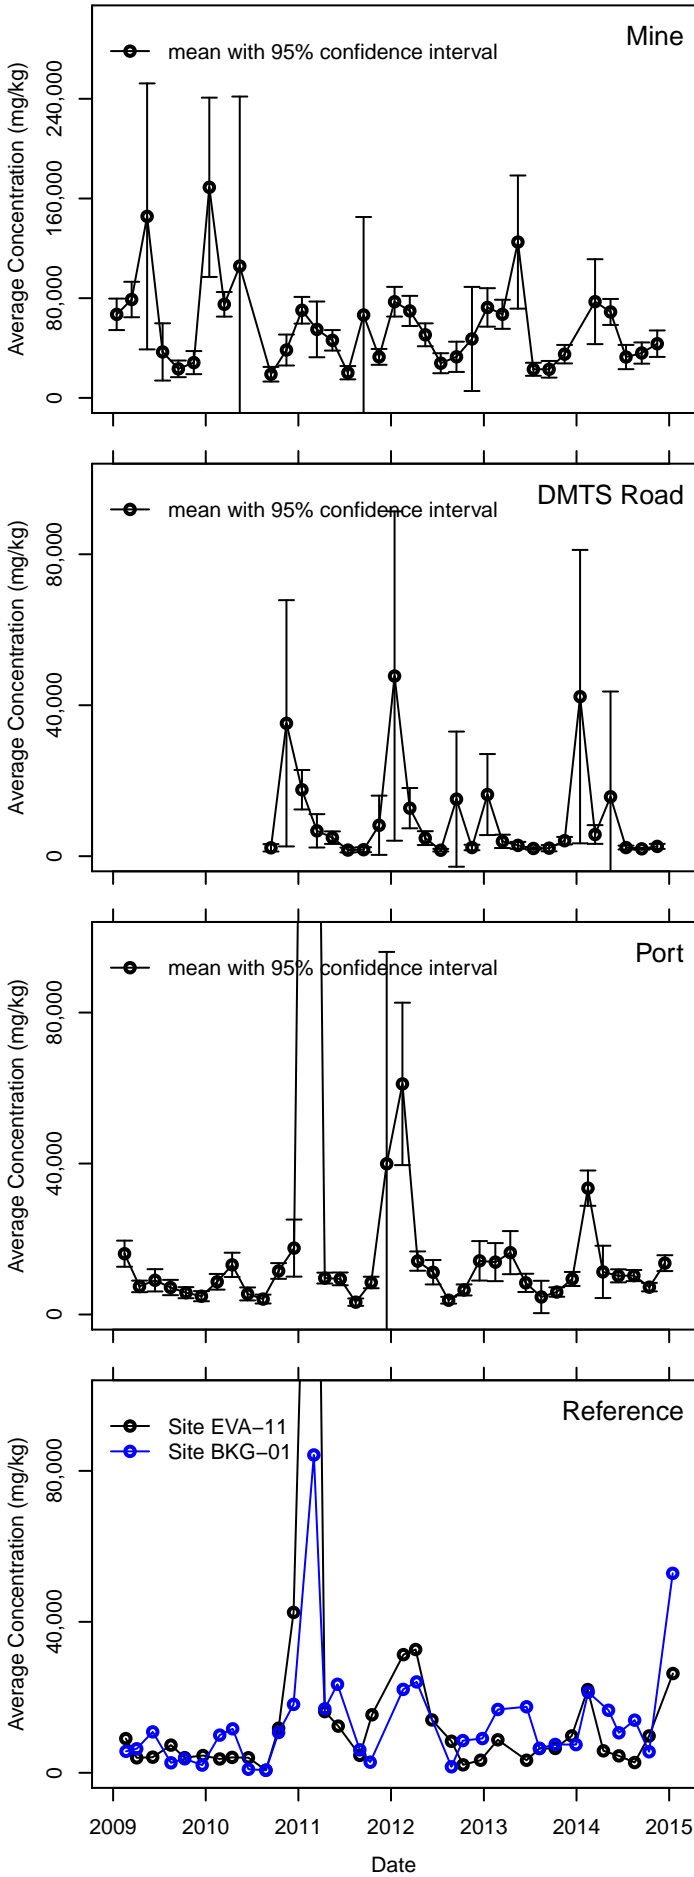 Mine
mean with 95% confidence interval
Average Concentration (mg/kg)
240,000
160,000
80,000
0
DMTS Road
mean with 95% confidence interval
Average Concentration (mg/kg)
80,000
40,000
0
Port
mean with 95% confidence interval
Average Concentration (mg/kg)
80,000
40,000
0
Reference
Site EVA−11
Site BKG−01
Average Concentration (mg/kg)
80,000
40,000
0
2009 2010 2011 2012 2013 2014 2015
Date